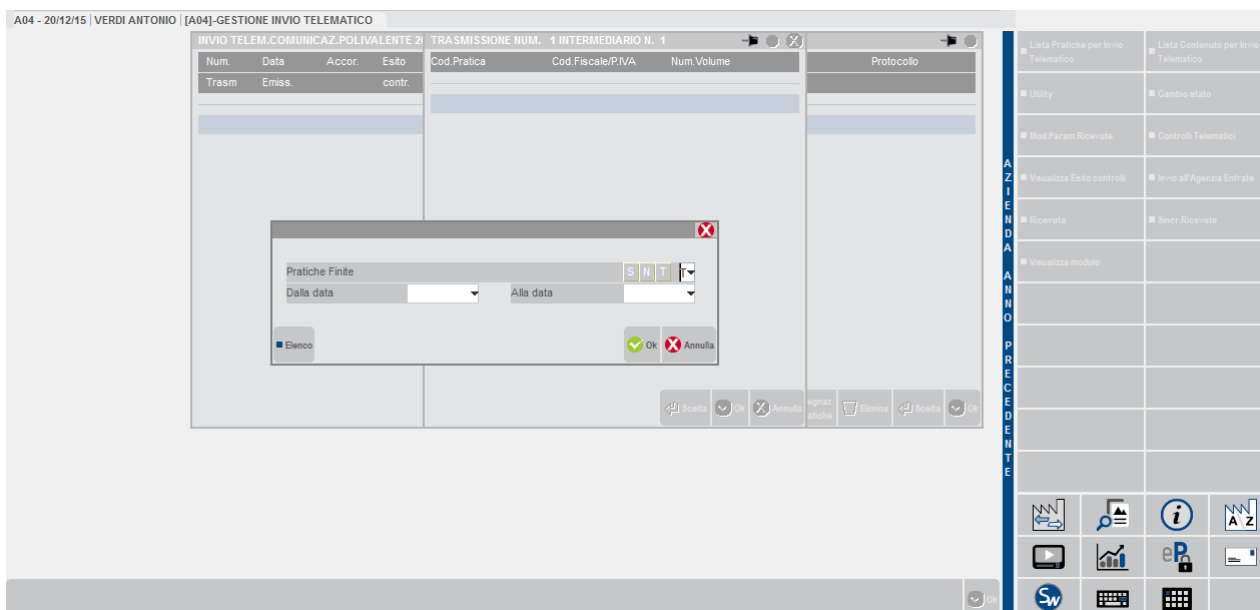 A04 - 20/12/15 | VERDI ANTONIO | [A04]-GESTIONE INVIO TELEMATICO
INVIO TELEM.COMUNICAZ.POLIVALENTE 2
TRASMISSIONE NUM. 1 INTERMEDIARIO N. 1
Num. Data Accor. Esito
Trasm Emiss. contr.
Cod.Pratica Cod.Fiscale/P.IVA Num.Volume
Protocollo
Pratiche Finite S N T T
Dalla data Alla data
Elenco Ok Annulla
Scelta Ok Annulla
Elimina Scelta Ok
Ok
AZIENDA ANNO PRECEDENTE
Lista Pratiche per Invio Telematico
Lista Contenuto per Invio Telematico
Utility
Cambio stato
Mod.Param.Ricevute
Controlli Telematici
Visualizza Esito controlli
Invio all'Agenzia Entrate
Ricevuta
Sincr.Ricevute
Visualizza modulo
i
A\Z
eP
Sw